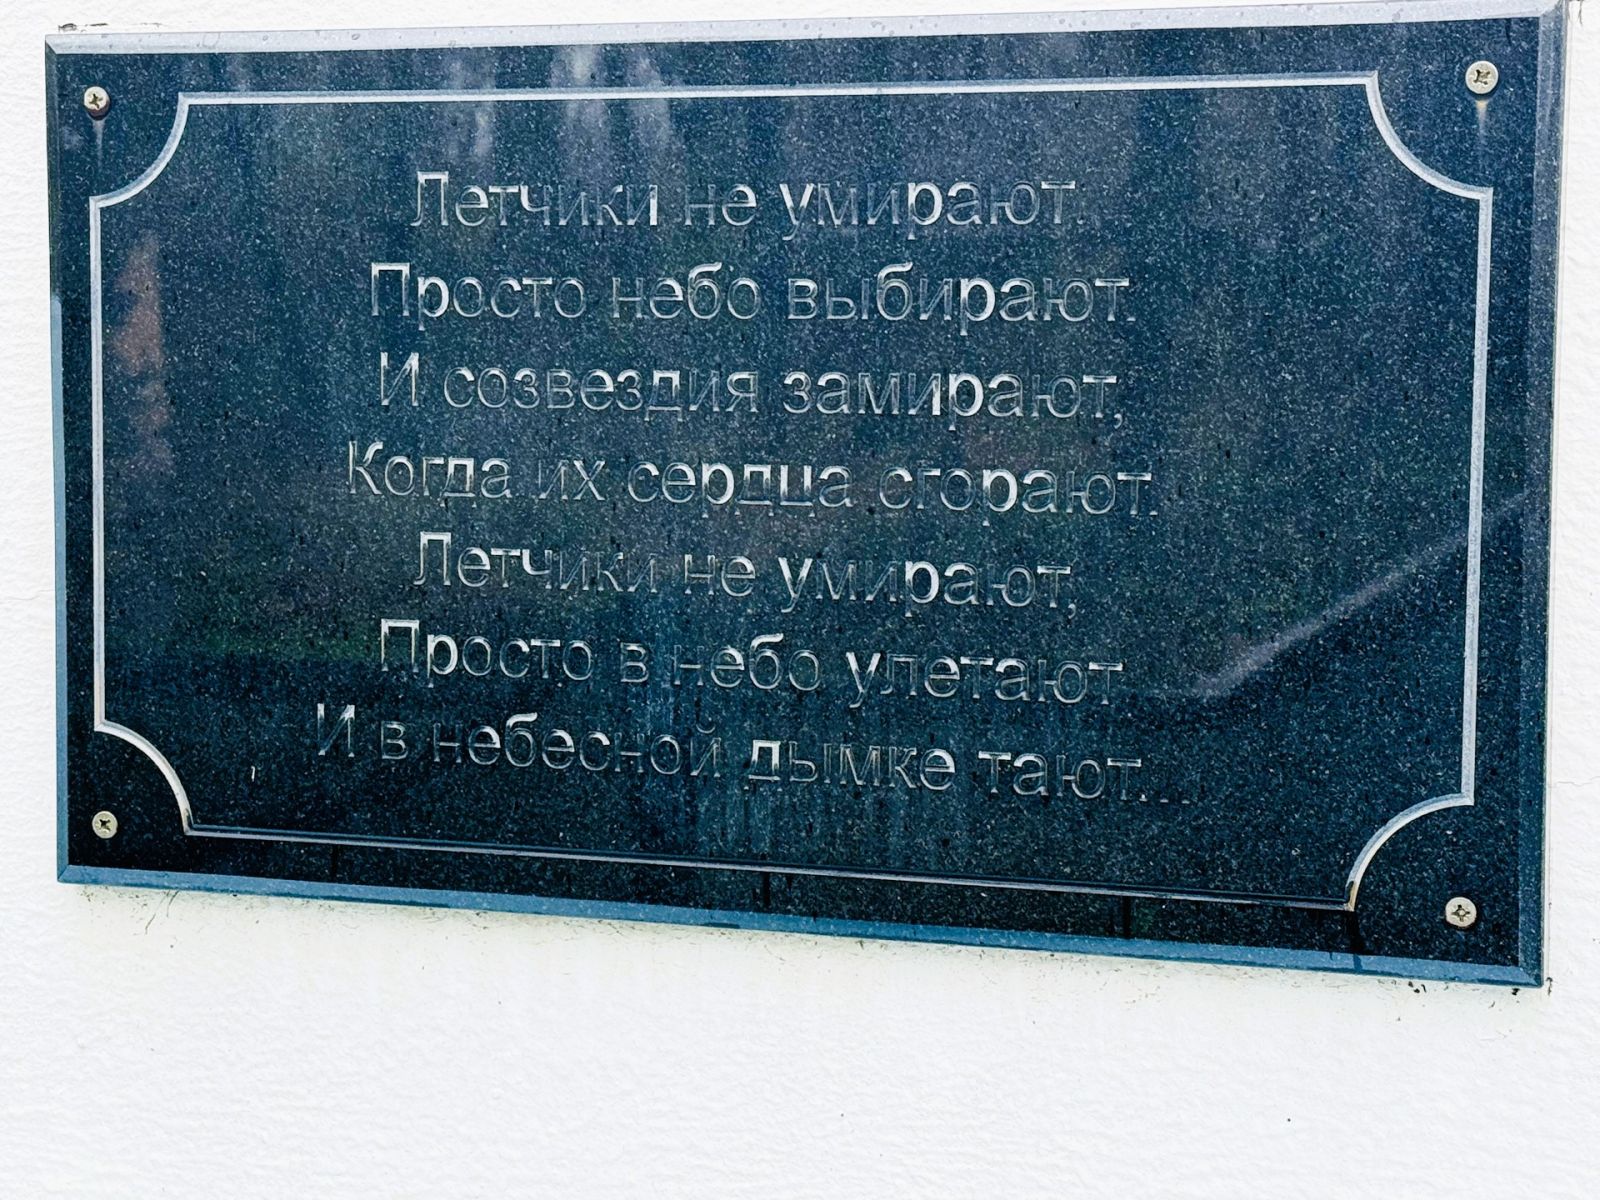 Летчики не умирают.
Просто небо выбирают.
И созвездия замирают,
Когда их сердца сгорают.
Летчики не умирают,
Просто в небо улетают
И в небесной дымке тают...